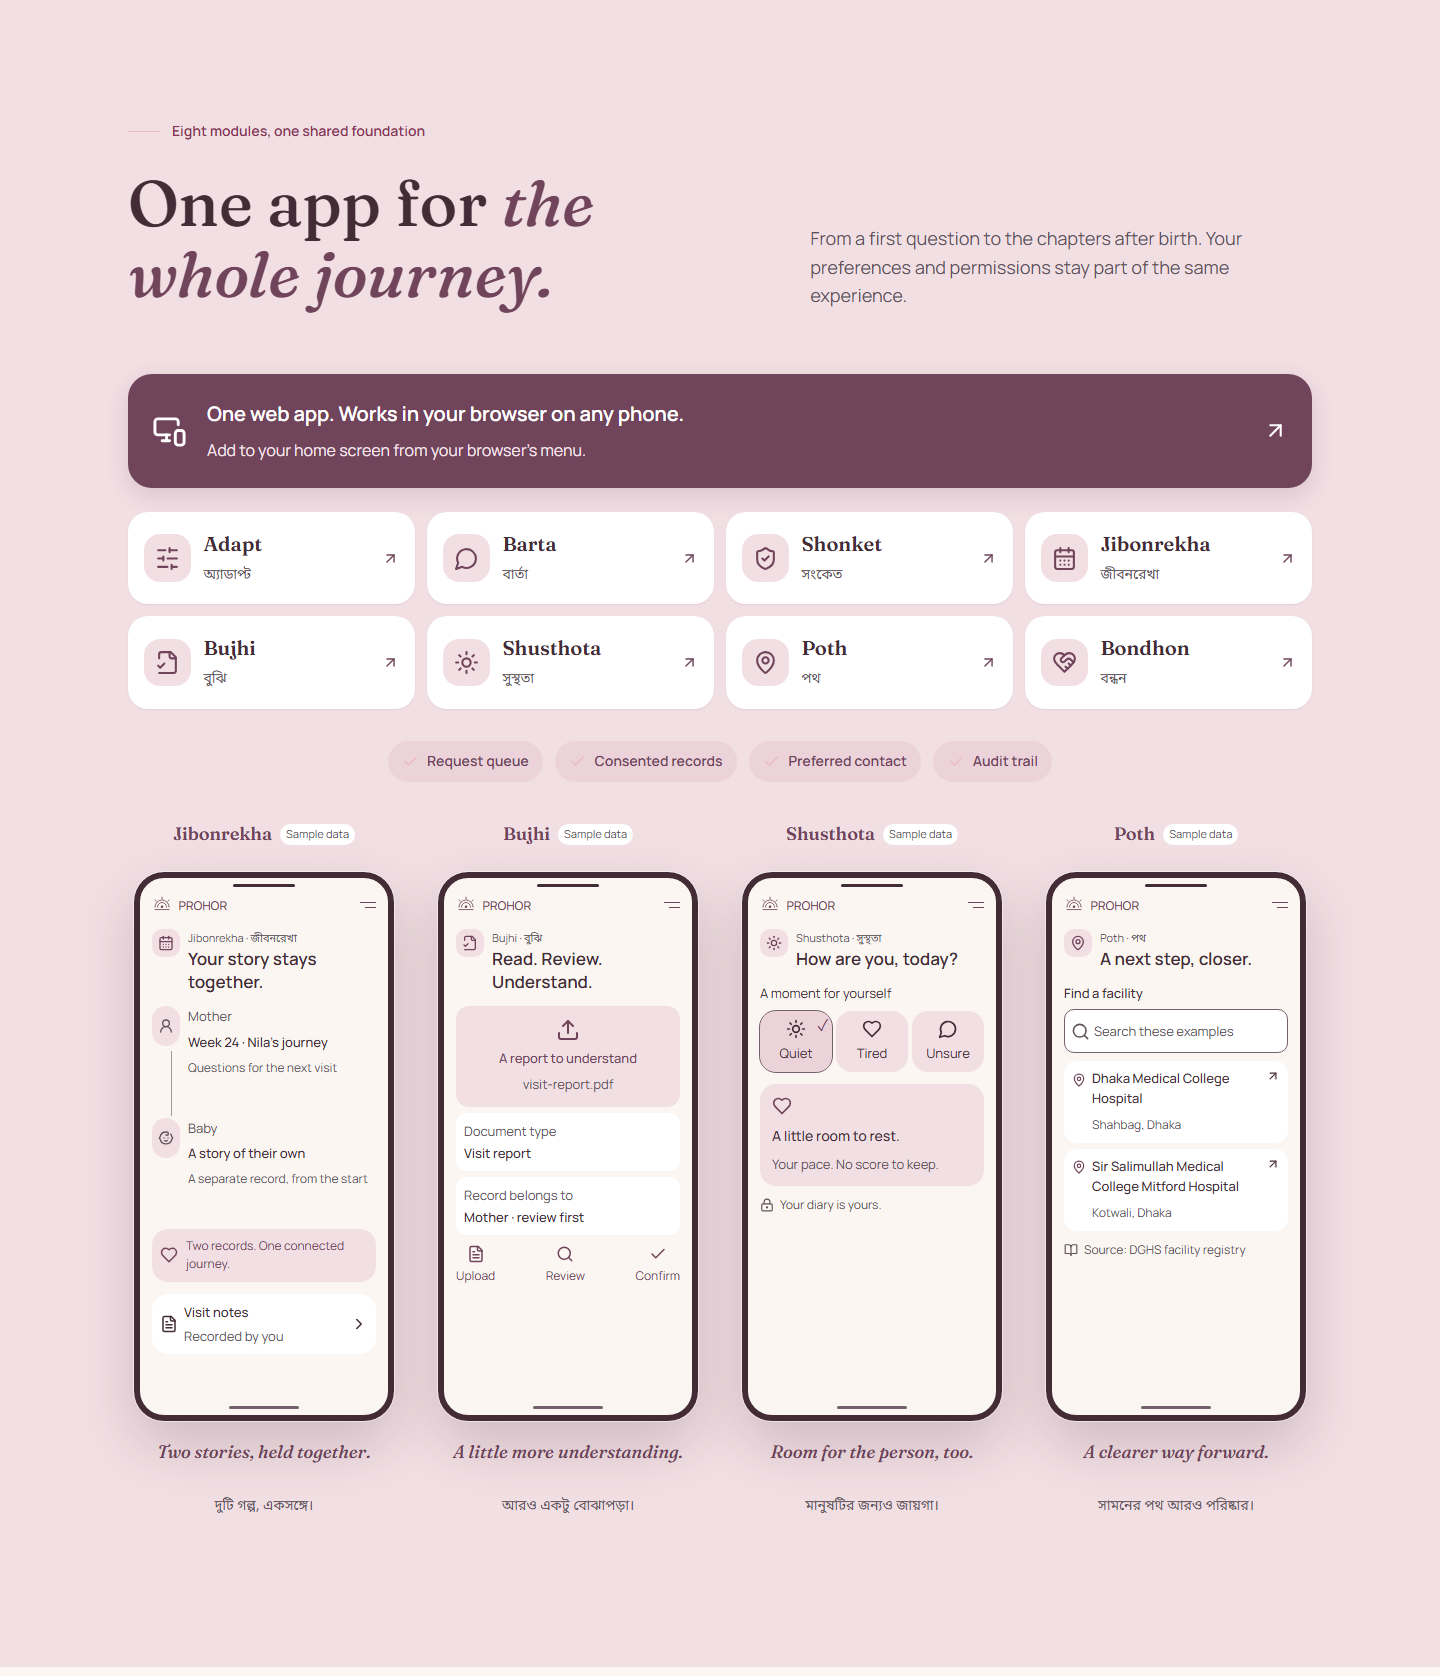 Eight modules, one shared foundation
One app for the
whole journey.
From a first question to the chapters after birth. Your
preferences and permissions stay part of the same
experience.
One web app. Works in your browser on any phone.
Add to your home screen from your browser's menu.
Adapt
অ্যাডাপ্ট
Barta
বার্তা
Shonket
সংকেত
Jibonrekha
জীবনরেখা
Bujhi
বুঝি
Shusthota
সুস্থতা
Poth
পথ
Bondhon
বন্ধন
Request queue
Consented records
Preferred contact
Audit trail
Jibonrekha
Sample data
PROHOR
Jibonrekha · জীবনরেখা
Your story stays
together.
Mother
Week 24 · Nila's journey
Questions for the next visit
Baby
A story of their own
A separate record, from the start
Two records. One connected
journey.
Visit notes
Recorded by you
Two stories, held together.
দুটি গল্প, একসঙ্গে।
Bujhi
Sample data
PROHOR
Bujhi · বুঝি
Read. Review.
Understand.
A report to understand
visit-report.pdf
Document type
Visit report
Record belongs to
Mother · review first
Upload
Review
Confirm
A little more understanding.
আরও একটু বোঝাপড়া।
Shusthota
Sample data
PROHOR
Shusthota · সুস্থতা
How are you, today?
A moment for yourself
Quiet
Tired
Unsure
A little room to rest.
Your pace. No score to keep.
Your diary is yours.
Room for the person, too.
মানুষটির জন্যও জায়গা।
Poth
Sample data
PROHOR
Poth · পথ
A next step, closer.
Find a facility
Search these examples
Dhaka Medical College
Hospital
Shahbag, Dhaka
Sir Salimullah Medical
College Mitford Hospital
Kotwali, Dhaka
Source: DGHS facility registry
A clearer way forward.
সামনের পথ আরও পরিষ্কার।